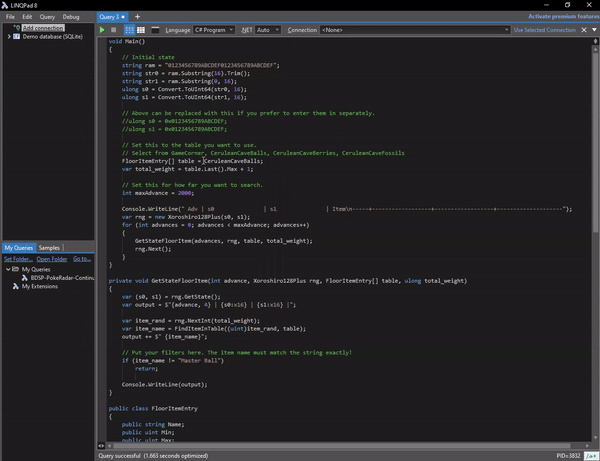 LINQPad 8
File Edit Query Debug
Activate premium features
Add connection
Demo database (SQLite)
Query 3
Language C# Program .NET Auto Connection <None> Use Selected Connection
void Main()
{
// Initial state
string ram = "0123456789ABCDEF0123456789ABCDEF";
string str0 = ram.Substring(16).Trim();
string str1 = ram.Substring(0, 16);
ulong s0 = Convert.ToUInt64(str0, 16);
ulong s1 = Convert.ToUInt64(str1, 16);
// Above can be replaced with this if you prefer to enter them in separately.
//ulong s0 = 0x0123456789ABCDEF;
//ulong s1 = 0x0123456789ABCDEF;
// Set this to the table you want to use.
// Select from GameCorner, CeruleanCaveBalls, CeruleanCaveBerries, CeruleanCaveFossils
FloorItemEntry[] table = CeruleanCaveBalls;
var total_weight = table.Last().Max + 1;
// Set this for how far you want to search.
int maxAdvance = 2000;
Console.WriteLine(" Adv | s0 | s1 | Item\n-----+------------------+------------------+--------------------");
var rng = new Xoroshiro128Plus(s0, s1);
for (int advances = 0; advances < maxAdvance; advances++)
{
GetStateFloorItem(advances, rng, table, total_weight);
rng.Next();
}
}
private void GetStateFloorItem(int advance, Xoroshiro128Plus rng, FloorItemEntry[] table, ulong total_weight)
{
var (s0, s1) = rng.GetState();
var output = $"{advance, 4} | {s0:x16} | {s1:x16} |";
var item_rand = rng.NextInt(total_weight);
var item_name = FindItemInTable((uint)item_rand, table);
output += $" {item_name}";
// Put your filters here. The item name must match the string exactly!
if (item_name != "Master Ball")
return;
Console.WriteLine(output);
}
public class FloorItemEntry
{
public string Name;
public uint Min;
public uint Max;
My Queries Samples
Set Folder... Open Folder Go to...
My Queries
BDSP-PokeRadar-Continu
My Extensions
Query successful (1.663 seconds optimized)
PID=3832
/o+